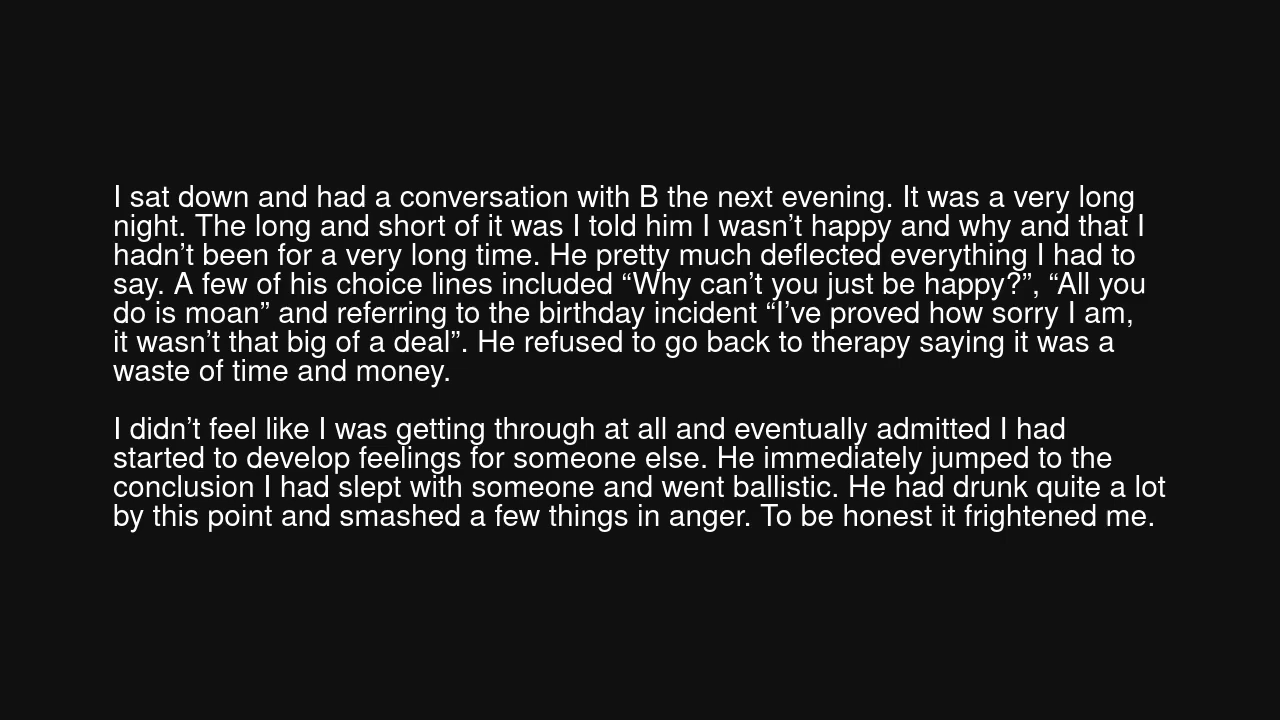 I sat down and had a conversation with B the next evening. It was a very long
night. The long and short of it was I told him I wasn’t happy and why and that I
hadn’t been for a very long time. He pretty much deflected everything I had to
say. A few of his choice lines included “Why can’t you just be happy?”, “All you
do is moan” and referring to the birthday incident “I’ve proved how sorry I am,
it wasn’t that big of a deal”. He refused to go back to therapy saying it was a
waste of time and money.

I didn’t feel like I was getting through at all and eventually admitted I had
started to develop feelings for someone else. He immediately jumped to the
conclusion I had slept with someone and went ballistic. He had drunk quite a lot
by this point and smashed a few things in anger. To be honest it frightened me.